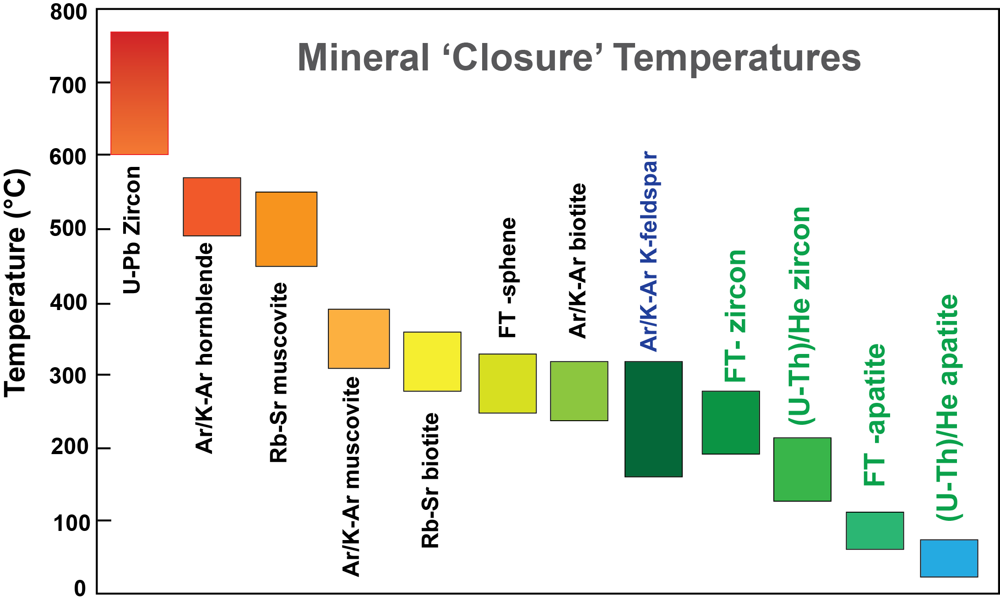 Mineral ‘Closure’ Temperatures
Temperature (°C)
800
700
600
500
400
300
200
100
0
U-Pb Zircon
Ar/K-Ar hornblende
Rb-Sr muscovite
Ar/K-Ar muscovite
Rb-Sr biotite
FT -sphene
Ar/K-Ar biotite
Ar/K-Ar K-feldspar
FT- zircon
(U-Th)/He zircon
FT -apatite
(U-Th)/He apatite